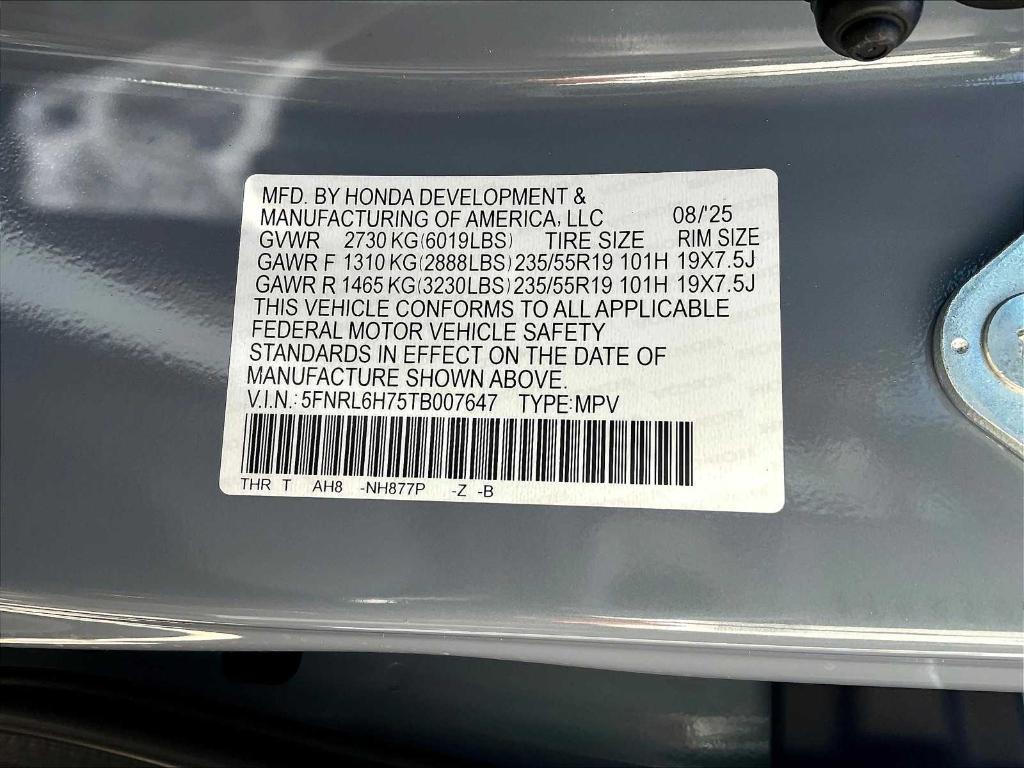 MFD. BY HONDA DEVELOPMENT &
MANUFACTURING OF AMERICA, LLC 08/'25
GVWR 2730 KG(6019LBS) TIRE SIZE RIM SIZE
GAWR F 1310 KG(2888LBS) 235/55R19 101H 19X7.5J
GAWR R 1465 KG(3230LBS) 235/55R19 101H 19X7.5J
THIS VEHICLE CONFORMS TO ALL APPLICABLE
FEDERAL MOTOR VEHICLE SAFETY
STANDARDS IN EFFECT ON THE DATE OF
MANUFACTURE SHOWN ABOVE.
V.I.N.: 5FNRL6H75TB007647 TYPE:MPV
THR T AH8 -NH877P -Z -B